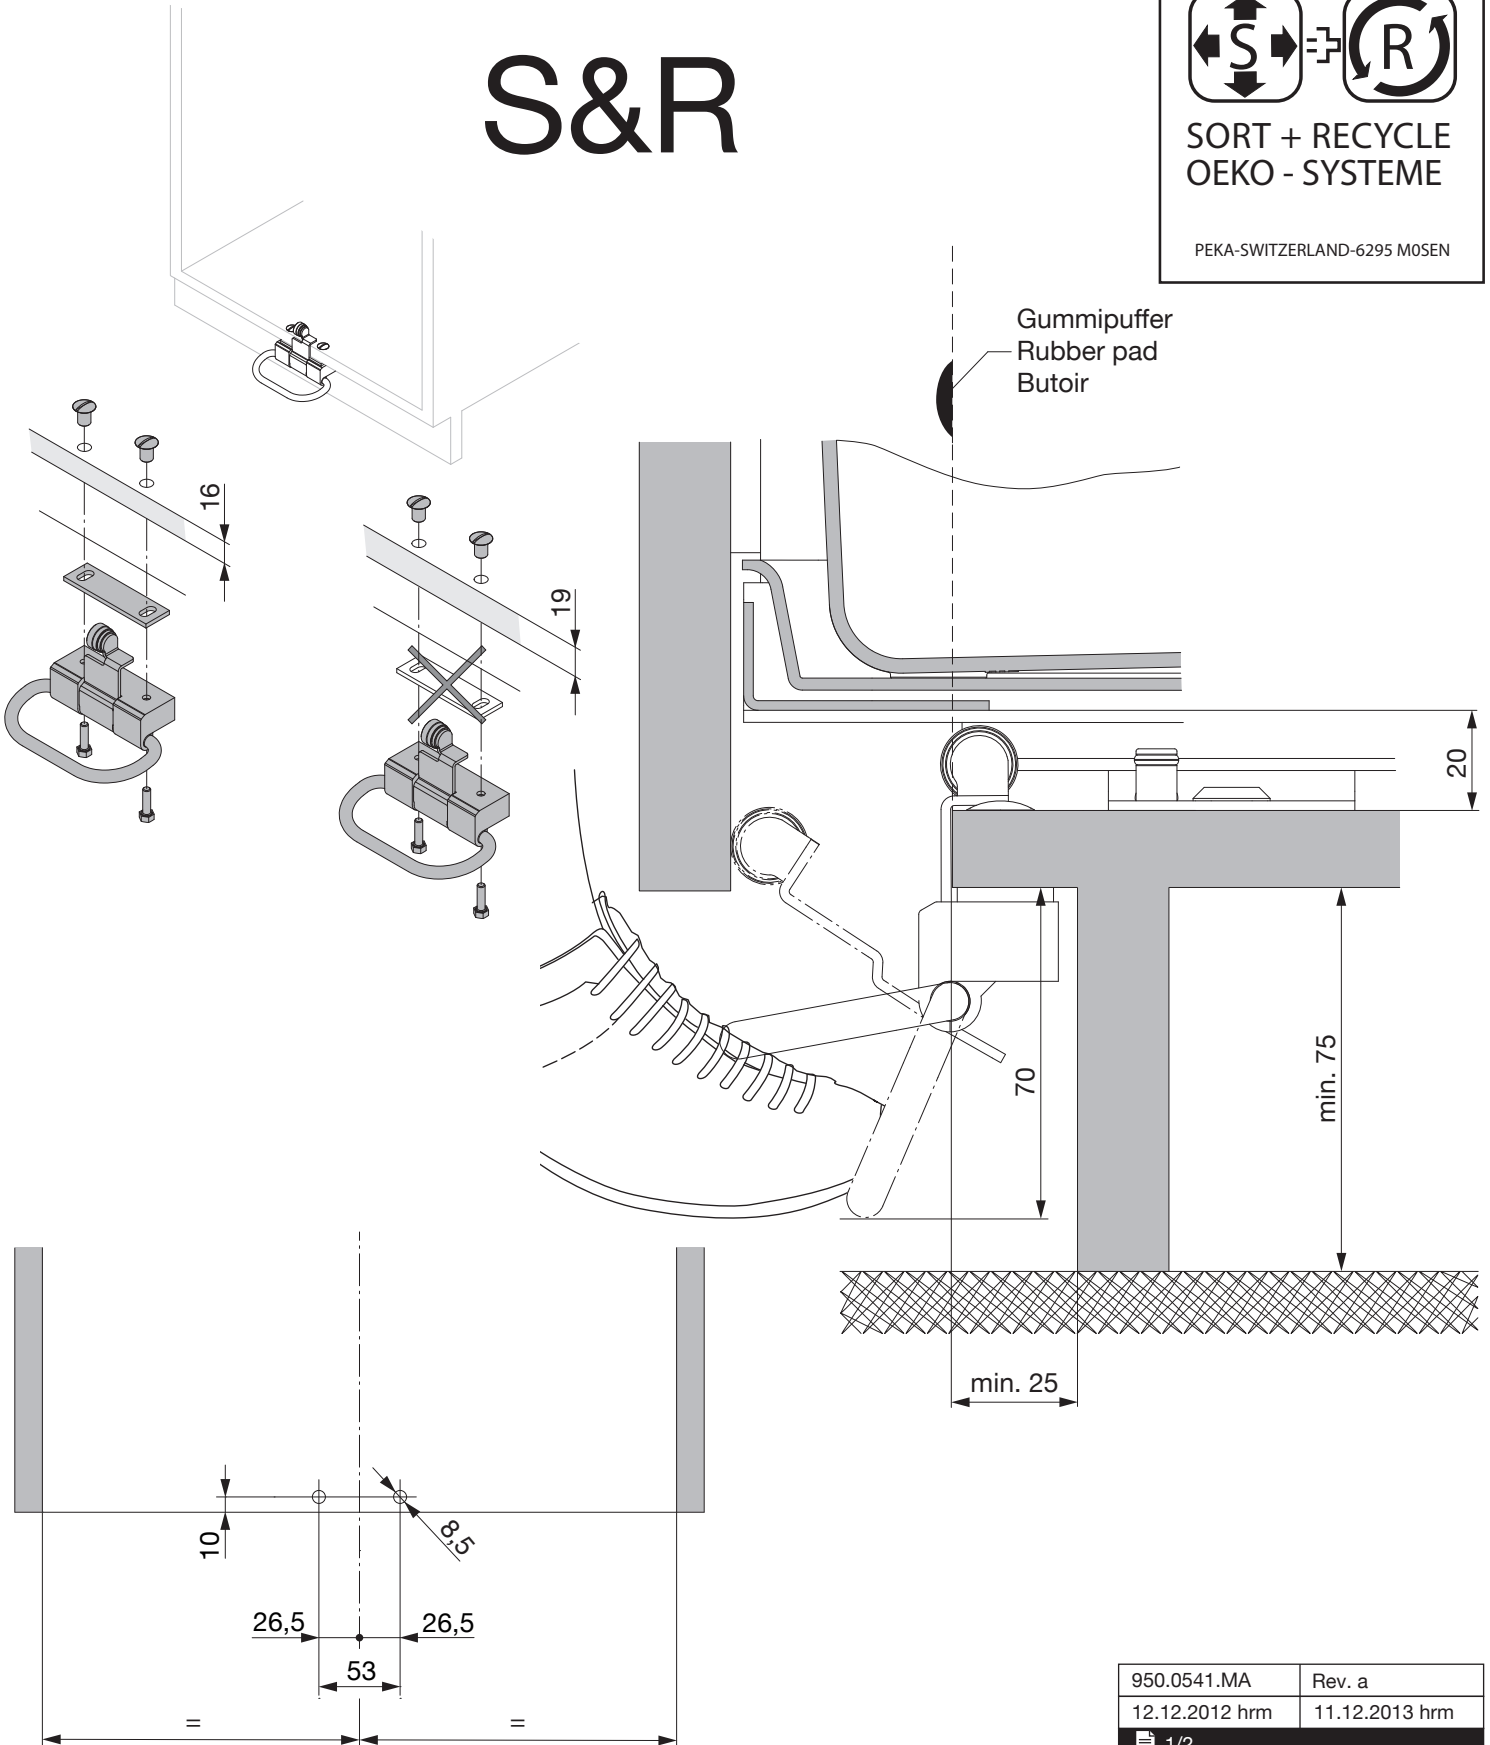 S&R
S
R
SORT + RECYCLE
OEKO - SYSTEME
PEKA-SWITZERLAND-6295 M0SEN
Gummipuffer
Rubber pad
Butoir
16
19
20
70
min. 75
min. 25
10
8,5
26,5
26,5
53
=
=
950.0541.MA
Rev. a
12.12.2012 hrm
11.12.2013 hrm
1/2